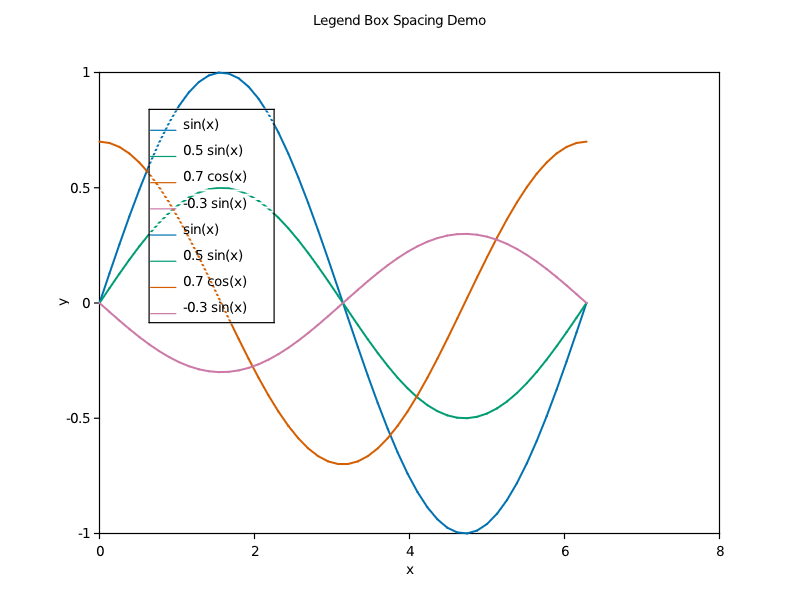 Legend Box Spacing Demo
1
sin(x)
0.5 sin(x)
0.7 cos(x)
0.5
-0.3 sin(x)
sin(x)
0.5 sin(x)
0.7 cos(x)
y
0
-0.3 sin(x)
-0.5
-1
0 2 4 6 8
x